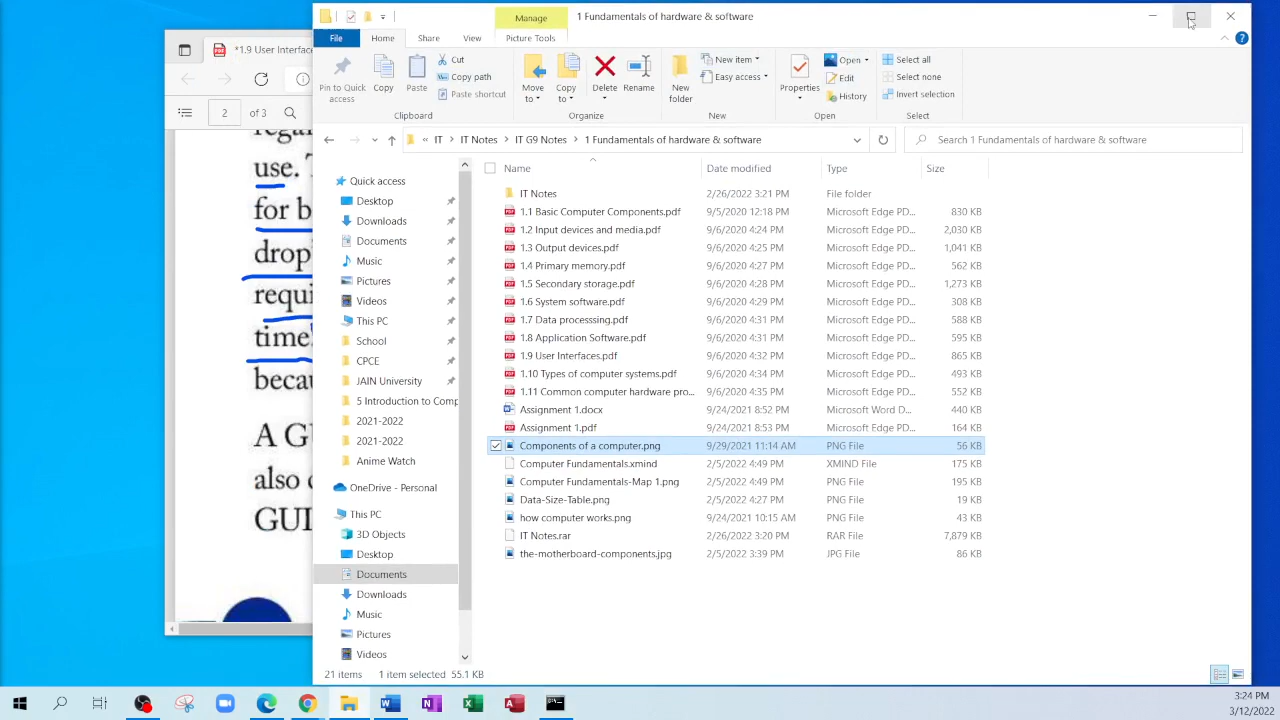 Manage
1 Fundamentals of hardware & software
*1.9 User Interface
File
Home
Share
View
Picture Tools
Pin to Quick access
Copy
Paste
Cut
Copy path
Paste shortcut
Clipboard
Move to
Copy to
Delete
Rename
Organize
New folder
New item
Easy access
New
Properties
Open
Edit
History
Open
Select all
Select none
Invert selection
Select
2 of 3
« IT > IT Notes > IT G9 Notes > 1 Fundamentals of hardware & software
Search 1 Fundamentals of hardware & software
use. T
for b
drop
requi
time
becau
A GU
also c
GUI
Quick access
Desktop
Downloads
Documents
Music
Pictures
Videos
This PC
School
CPCE
JAIN University
5 Introduction to Comp
2021-2022
2021-2022
Anime Watch
OneDrive - Personal
This PC
3D Objects
Desktop
Documents
Downloads
Music
Pictures
Videos
Name Date modified Type Size
IT Notes 2/26/2022 3:21 PM File folder
1.1 Basic Computer Components.pdf 9/5/2020 12:18 PM Microsoft Edge PD... 830 KB
1.2 Input devices and media.pdf 9/6/2020 4:24 PM Microsoft Edge PD... 2,030 KB
1.3 Output devices.pdf 9/6/2020 4:25 PM Microsoft Edge PD... 1,041 KB
1.4 Primary memory.pdf 9/6/2020 4:27 PM Microsoft Edge PD... 562 KB
1.5 Secondary storage.pdf 9/6/2020 4:28 PM Microsoft Edge PD... 1,273 KB
1.6 System software.pdf 9/6/2020 4:29 PM Microsoft Edge PD... 308 KB
1.7 Data processsing.pdf 9/6/2020 4:31 PM Microsoft Edge PD... 588 KB
1.8 Application Software.pdf 9/6/2020 4:31 PM Microsoft Edge PD... 595 KB
1.9 User Interfaces.pdf 9/6/2020 4:32 PM Microsoft Edge PD... 865 KB
1.10 Types of computer systems.pdf 9/6/2020 4:34 PM Microsoft Edge PD... 493 KB
1.11 Common computer hardware pro... 9/6/2020 4:35 PM Microsoft Edge PD... 552 KB
Assignment 1.docx 9/24/2021 8:52 PM Microsoft Word D... 440 KB
Assignment 1.pdf 9/24/2021 8:53 PM Microsoft Edge PD... 164 KB
Components of a computer.png 9/29/2021 11:14 AM PNG File 56 KB
Computer Fundamentals.xmind 2/5/2022 4:49 PM XMIND File 175 KB
Computer Fundamentals-Map 1.png 2/5/2022 4:49 PM PNG File 195 KB
Data-Size-Table.png 2/5/2022 4:27 PM PNG File 19 KB
how computer works.png 9/24/2021 10:15 AM PNG File 43 KB
IT Notes.rar 2/26/2022 3:20 PM RAR File 7,879 KB
the-motherboard-components.jpg 2/5/2022 3:39 PM JPG File 86 KB
21 items 1 item selected 55.1 KB
3:24 PM
3/12/2022